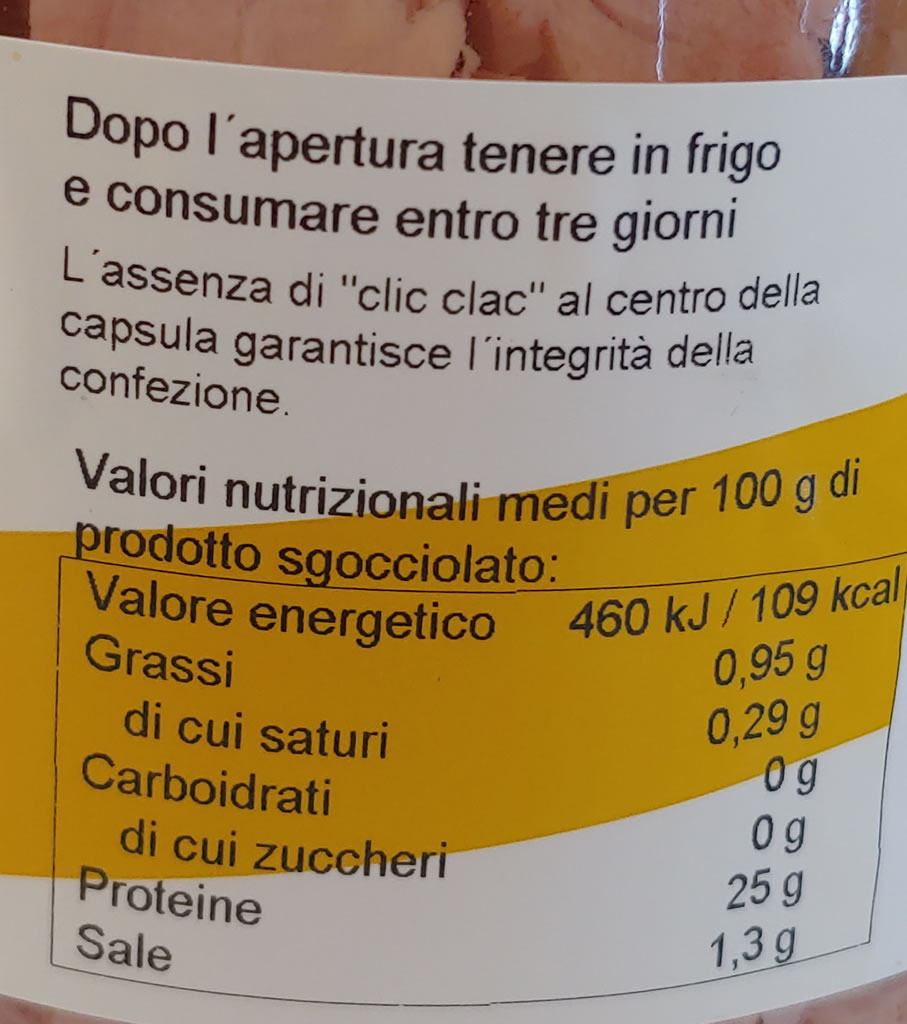 Dopo l´apertura tenere in frigo
e consumare entro tre giorni
L´assenza di "clic clac" al centro della
capsula garantisce l´integrità della
confezione.
Valori nutrizionali medi per 100 g di
prodotto sgocciolato:
Valore energetico 460 kJ / 109 kcal
Grassi 0,95 g
di cui saturi 0,29 g
Carboidrati 0 g
di cui zuccheri 0 g
Proteine 25 g
Sale 1,3 g